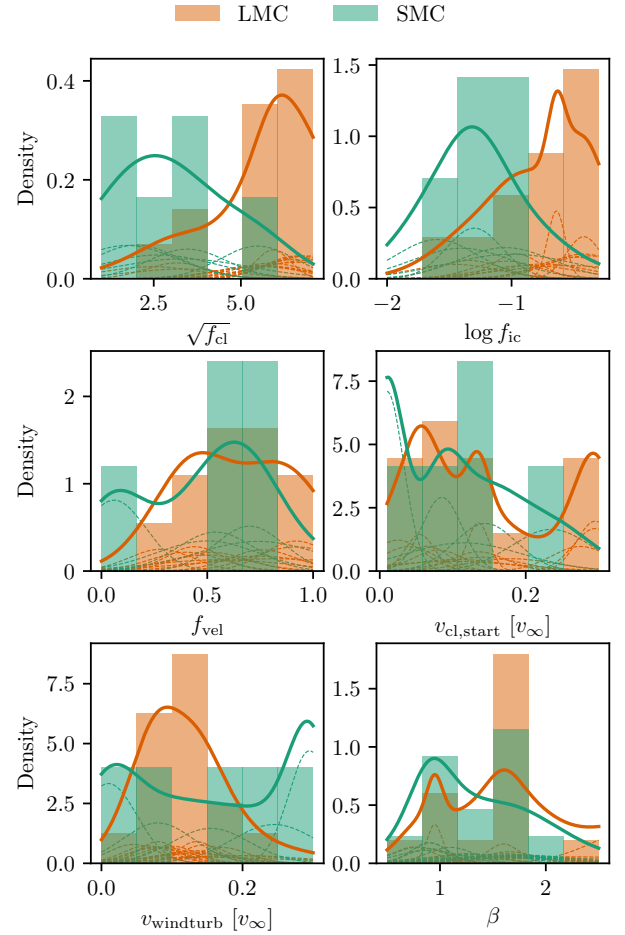 LMC SMC
0.4
0.2
0.0
Density
2.5 5.0
√f_cl
1.5
1.0
0.5
0.0
−2 −1
log f_ic
2
1
0
Density
0.0 0.5 1.0
f_vel
7.5
5.0
2.5
0.0
0.0 0.2
v_cl,start [v_∞]
7.5
5.0
2.5
0.0
Density
0.0 0.2
v_windturb [v_∞]
1.5
1.0
0.5
0.0
1 2
β